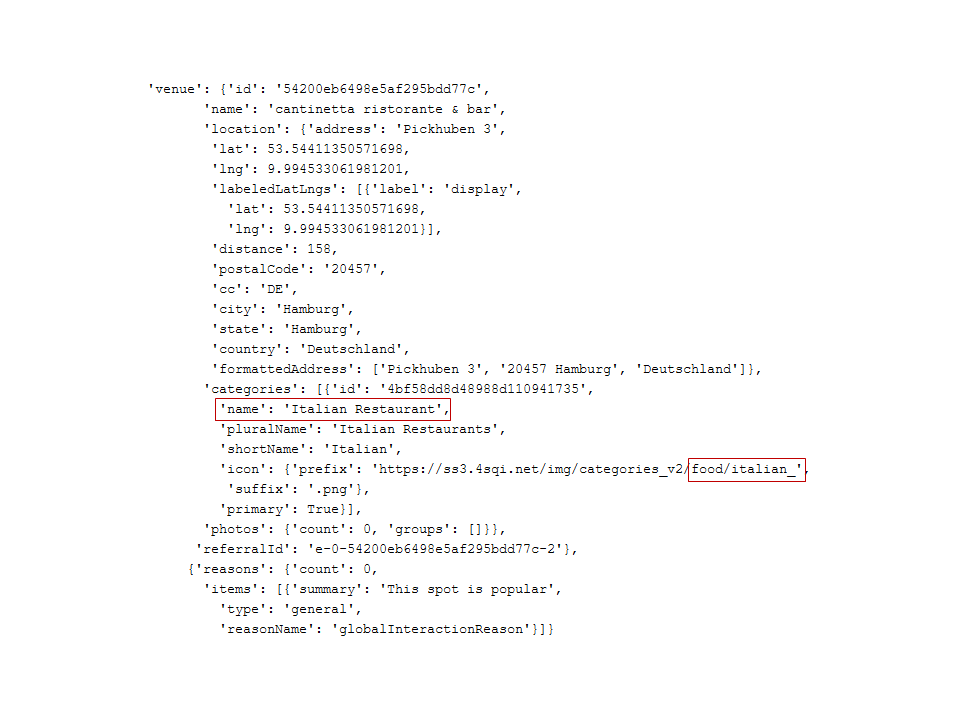 'venue': {'id': '54200eb6498e5af295bdd77c',
'name': 'cantinetta ristorante & bar',
'location': {'address': 'Pickhuben 3',
'lat': 53.54411350571698,
'lng': 9.994533061981201,
'labeledLatLngs': [{'label': 'display',
'lat': 53.54411350571698,
'lng': 9.994533061981201}],
'distance': 158,
'postalCode': '20457',
'cc': 'DE',
'city': 'Hamburg',
'state': 'Hamburg',
'country': 'Deutschland',
'formattedAddress': ['Pickhuben 3', '20457 Hamburg', 'Deutschland']},
'categories': [{'id': '4bf58dd8d48988d110941735',
'name': 'Italian Restaurant',
'pluralName': 'Italian Restaurants',
'shortName': 'Italian',
'icon': {'prefix': 'https://ss3.4sqi.net/img/categories_v2/food/italian_',
'suffix': '.png'},
'primary': True}],
'photos': {'count': 0, 'groups': []}},
'referralId': 'e-0-54200eb6498e5af295bdd77c-2'},
{'reasons': {'count': 0,
'items': [{'summary': 'This spot is popular',
'type': 'general',
'reasonName': 'globalInteractionReason'}]}